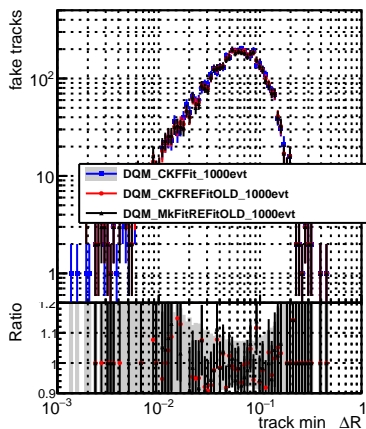 fake tracks
10²
10
1
DQM_CKFFit_1000evt
DQM_CKFREFitOLD_1000evt
DQM_MkFitREFitOLD_1000evt
Ratio
1.2
1.1
1.0
0.9
10⁻³ 10⁻² 10⁻¹ 1
track min ΔR